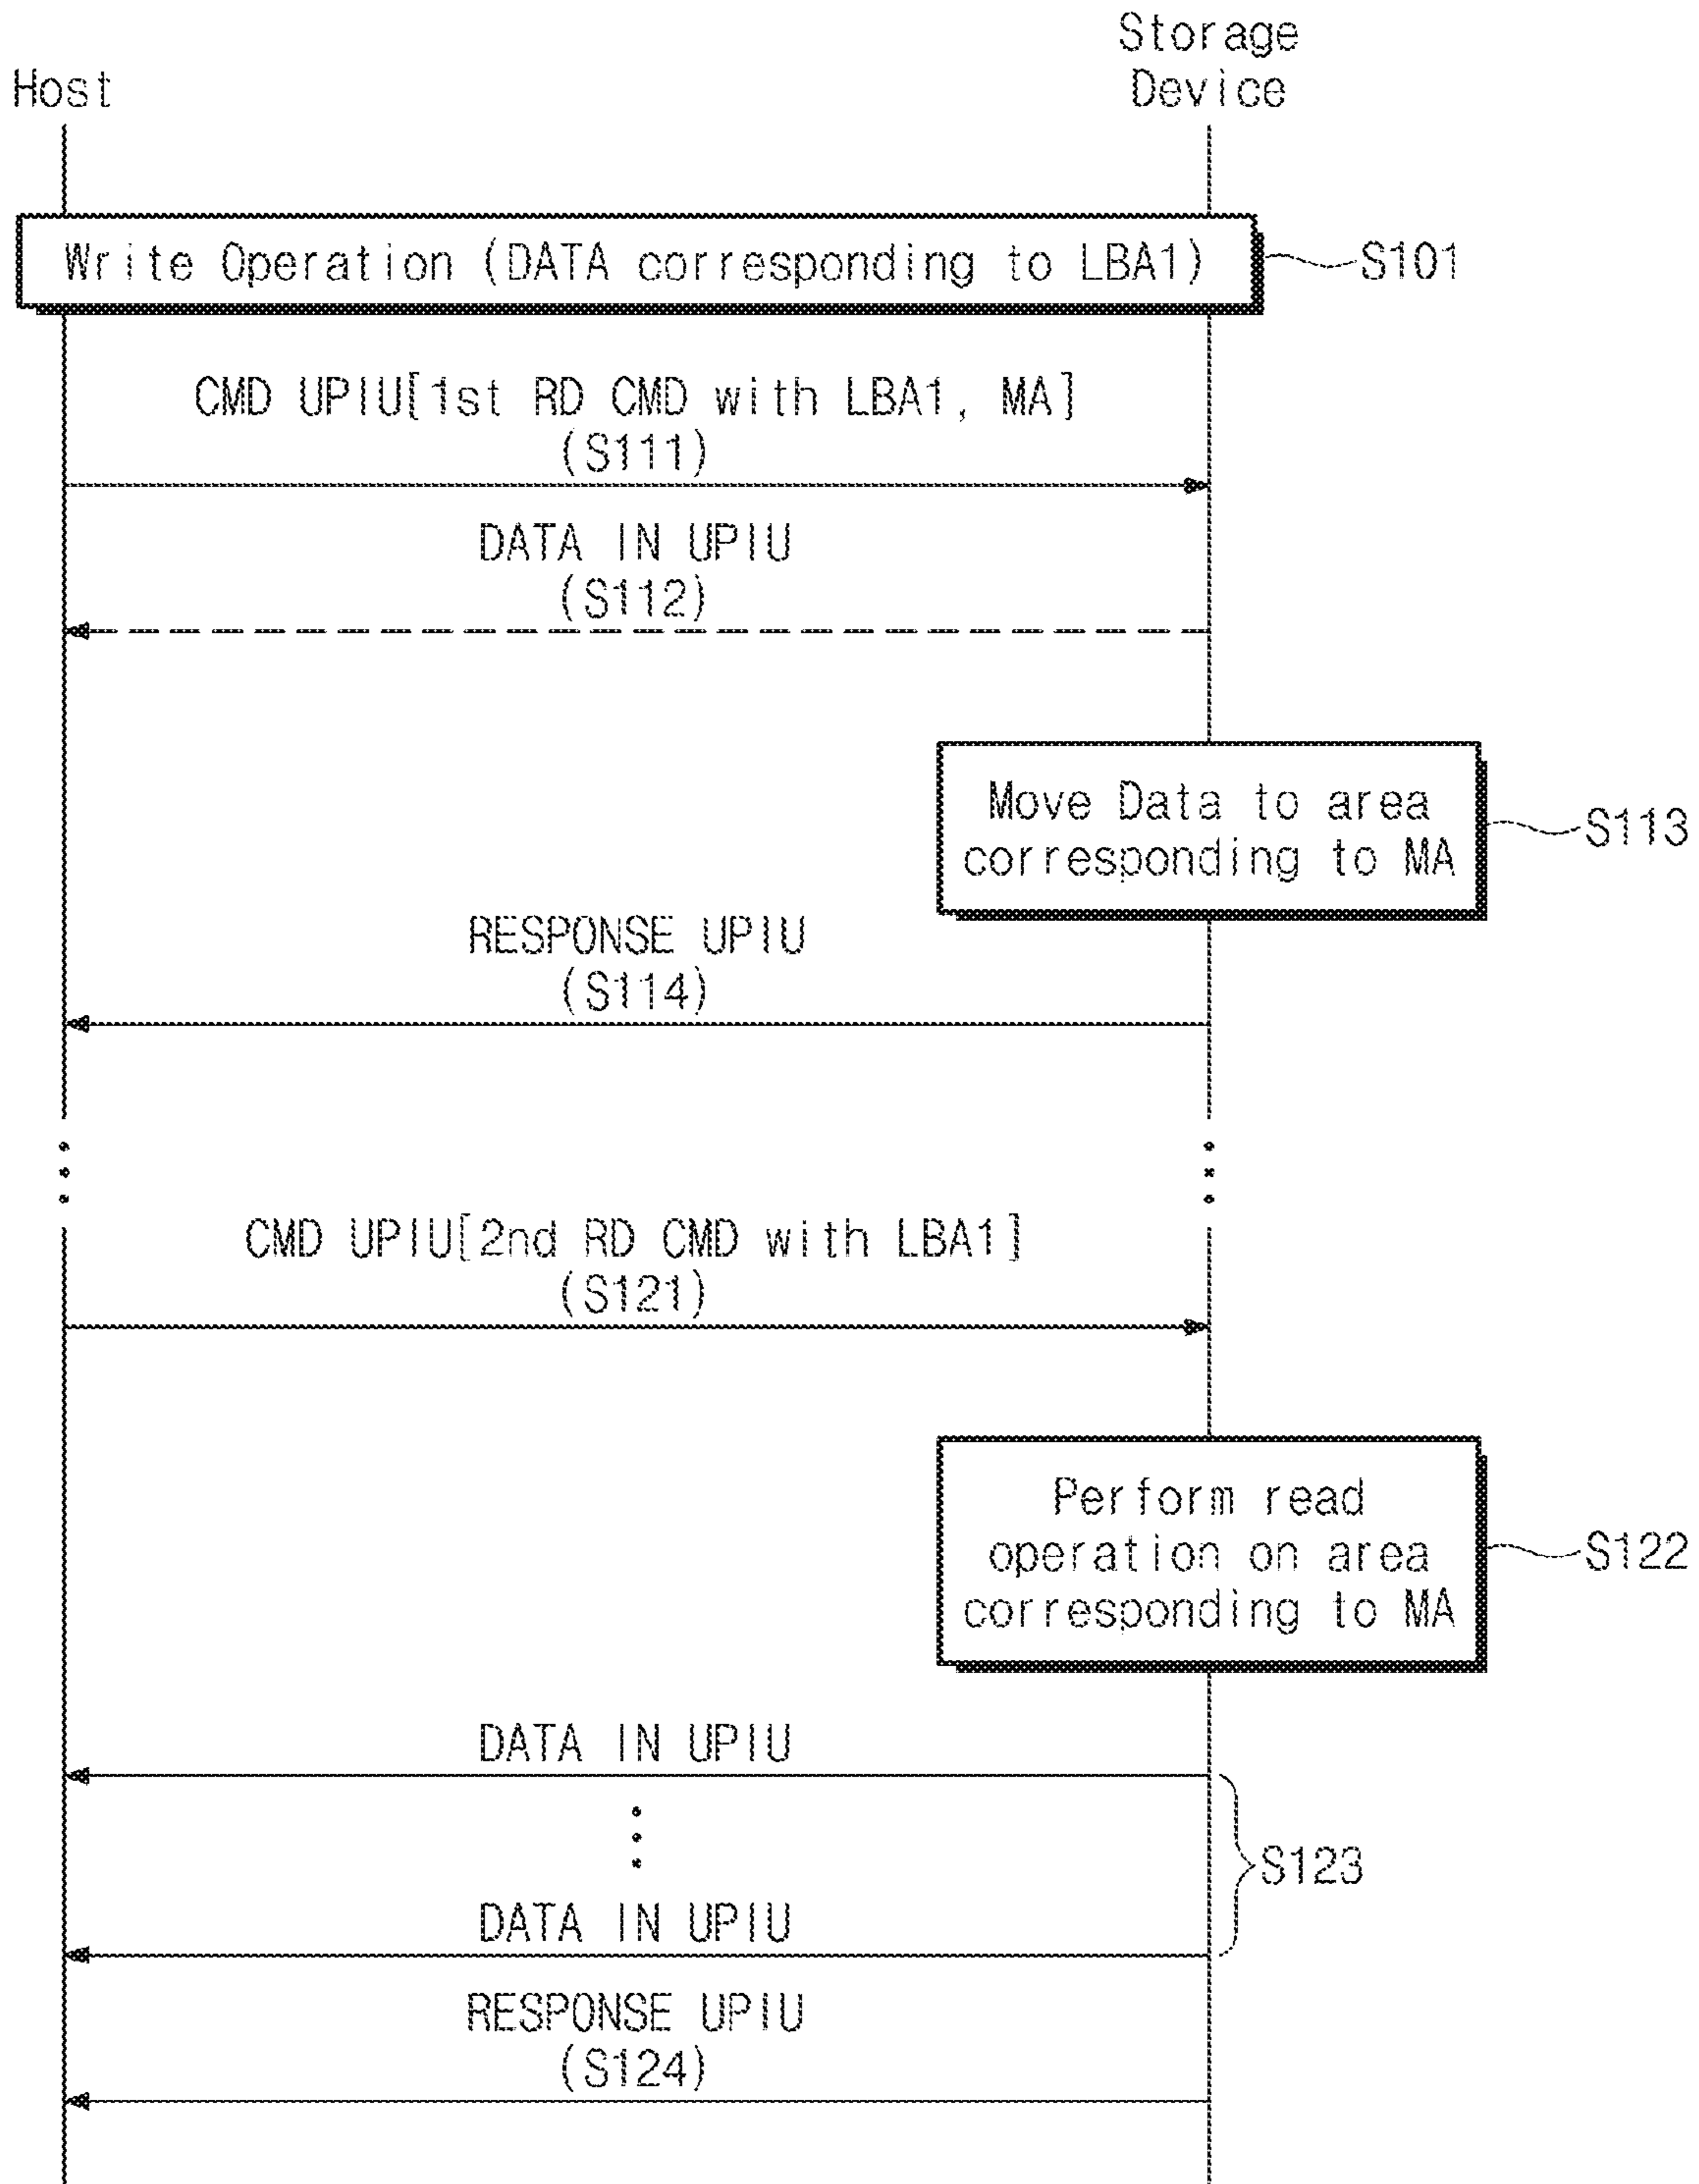 Host
Storage
Device
Write Operation (DATA corresponding to LBA1)
S101
CMD UPIU[1st RD CMD with LBA1, MA]
(S111)
DATA IN UPIU
(S112)
Move Data to area
corresponding to MA
S113
RESPONSE UPIU
(S114)
CMD UPIU[2nd RD CMD with LBA1]
(S121)
Perform read
operation on area
corresponding to MA
S122
DATA IN UPIU
S123
DATA IN UPIU
RESPONSE UPIU
(S124)